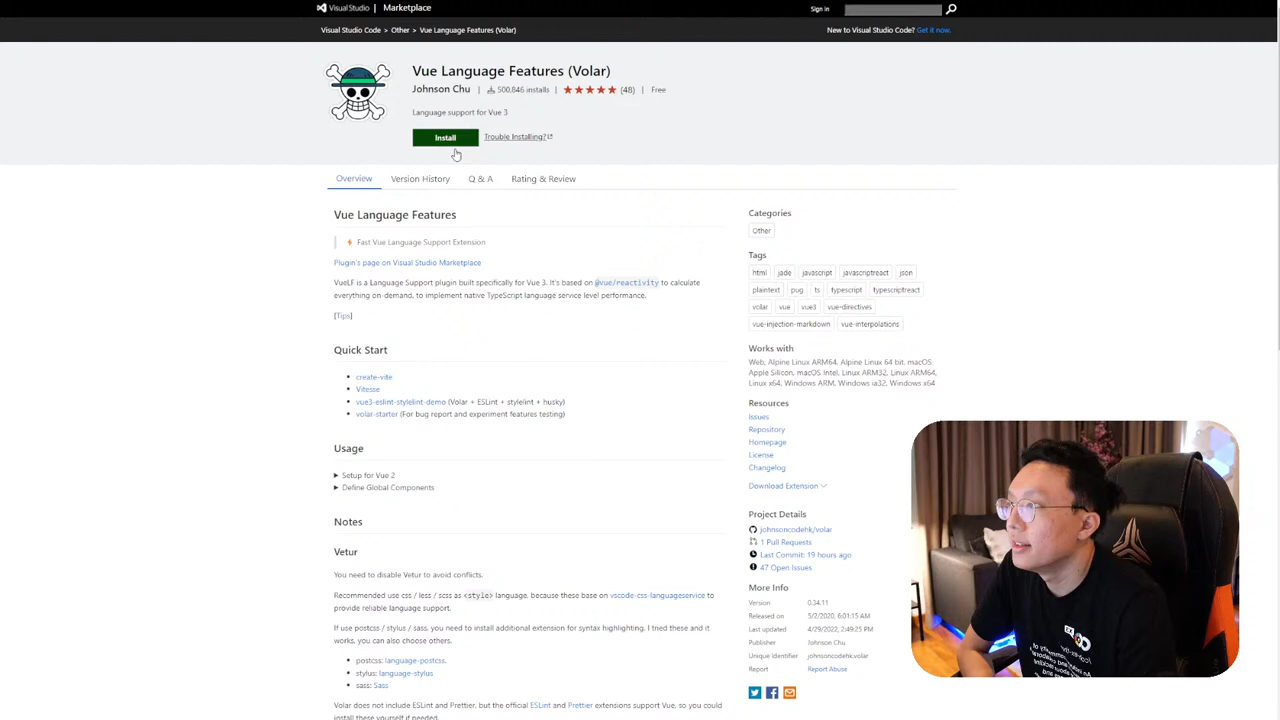 Visual Studio | Marketplace
Sign in
Visual Studio Code > Other > Vue Language Features (Volar)
New to Visual Studio Code? Get it now.
Vue Language Features (Volar)
Johnson Chu | 500,846 installs | (48) | Free
Language support for Vue 3
Install
Trouble Installing?
Overview
Version History
Q & A
Rating & Review
Vue Language Features
Fast Vue Language Support Extension
Plugin's page on Visual Studio Marketplace
VueLF is a Language Support plugin built specifically for Vue 3. It's based on @vue/reactivity to calculate
everything on-demand, to implement native TypeScript language service level performance.
[Tips]
Quick Start
create-vite
Vitesse
vue3-eslint-stylelint-demo (Volar + ESLint + stylelint + husky)
volar-starter (For bug report and experiment features testing)
Usage
Setup for Vue 2
Define Global Components
Notes
Vetur
You need to disable Vetur to avoid conflicts.
Recommended use css / less / scss as <style> language, because these base on vscode-css-languageservice to
provide reliable language support.
If use postcss / stylus / sass, you need to install additional extension for syntax highlighting. I tried these and it
works, you can also choose others.
postcss: language-postcss.
stylus: language-stylus
sass: Sass
Volar does not include ESLint and Prettier, but the official ESLint and Prettier extensions support Vue, so you could
install these yourself if needed.
Categories
Other
Tags
html jade javascript javascriptreact json
plaintext pug ts typescript typescriptreact
volar vue vue3 vue-directives
vue-injection-markdown vue-interpolations
Works with
Web, Alpine Linux ARM64, Alpine Linux 64 bit, macOS
Apple Silicon, macOS Intel, Linux ARM32, Linux ARM64,
Linux x64, Windows ARM, Windows ia32, Windows x64
Resources
Issues
Repository
Homepage
License
Changelog
Download Extension
Project Details
johnsoncodehk/volar
1 Pull Requests
Last Commit: 19 hours ago
47 Open Issues
More Info
Version 0.34.11
Released on 5/2/2020, 6:01:15 AM
Last updated 4/29/2022, 2:49:25 PM
Publisher Johnson Chu
Unique Identifier johnsoncodehk.volar
Report Report Abuse